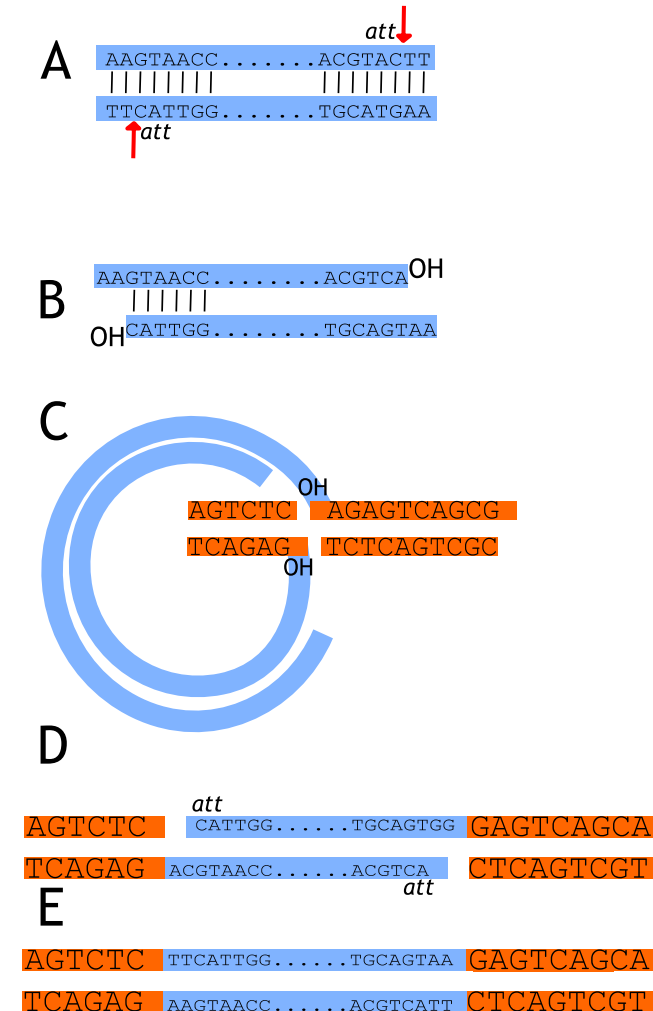 A
att
AAGTAACC.......ACGTACTT
TTCATTGG.......TGCATGAA
att
B
AAGTAACC........ACGTCA OH
OH CATTGG........TGCAGTAA
C
OH
AGTCTC AGAGTCAGCG
TCAGAG TCTCAGTCGC
OH
D
att
AGTCTC CATTGG......TGCAGTGG GAGTCAGCA
TCAGAG ACGTAACC......ACGTCA CTCAGTCGT
att
E
AGTCTC TTCATTGG......TGCAGTAA GAGTCAGCA
TCAGAG AAGTAACC......ACGTCATT CTCAGTCGT